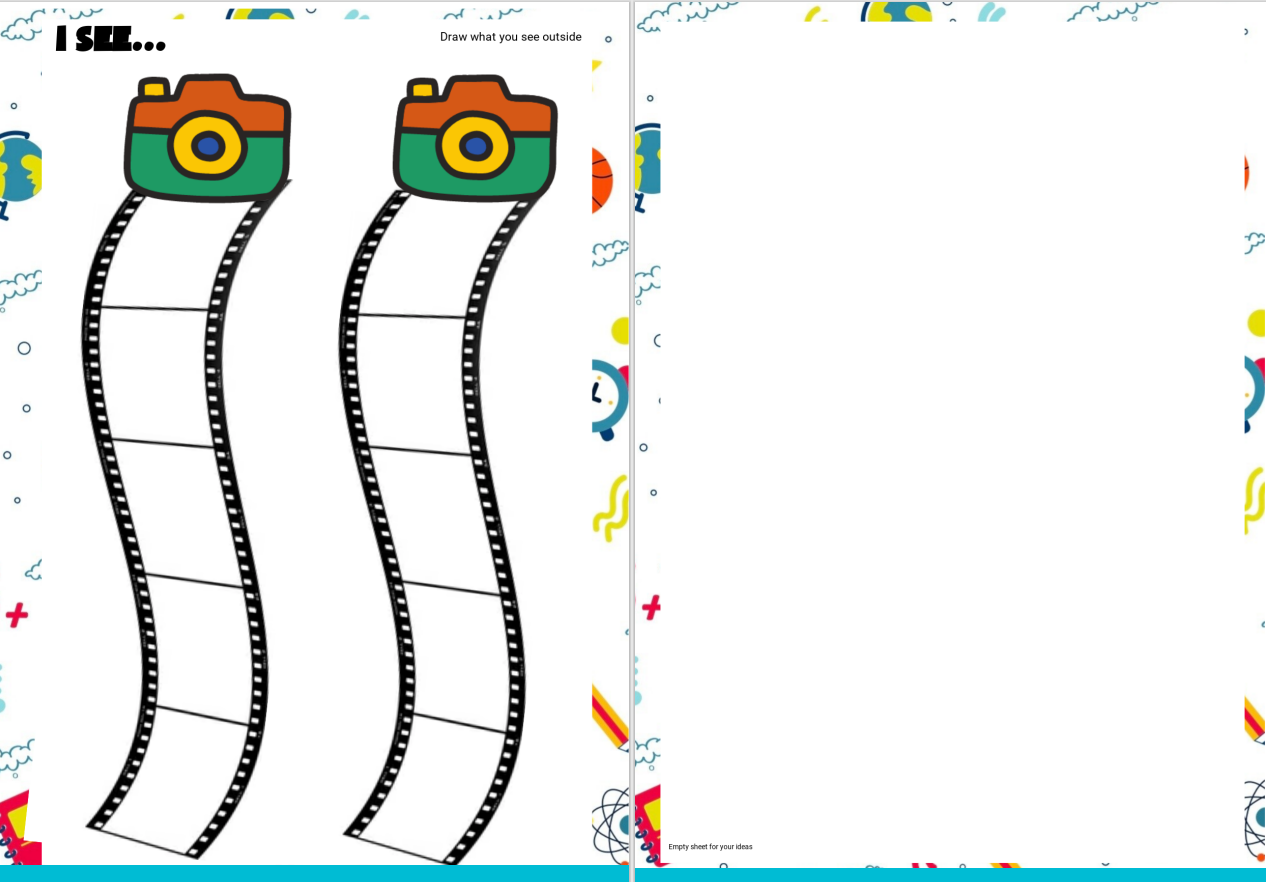 I SEE...
Draw what you see outside
Empty sheet for your ideas